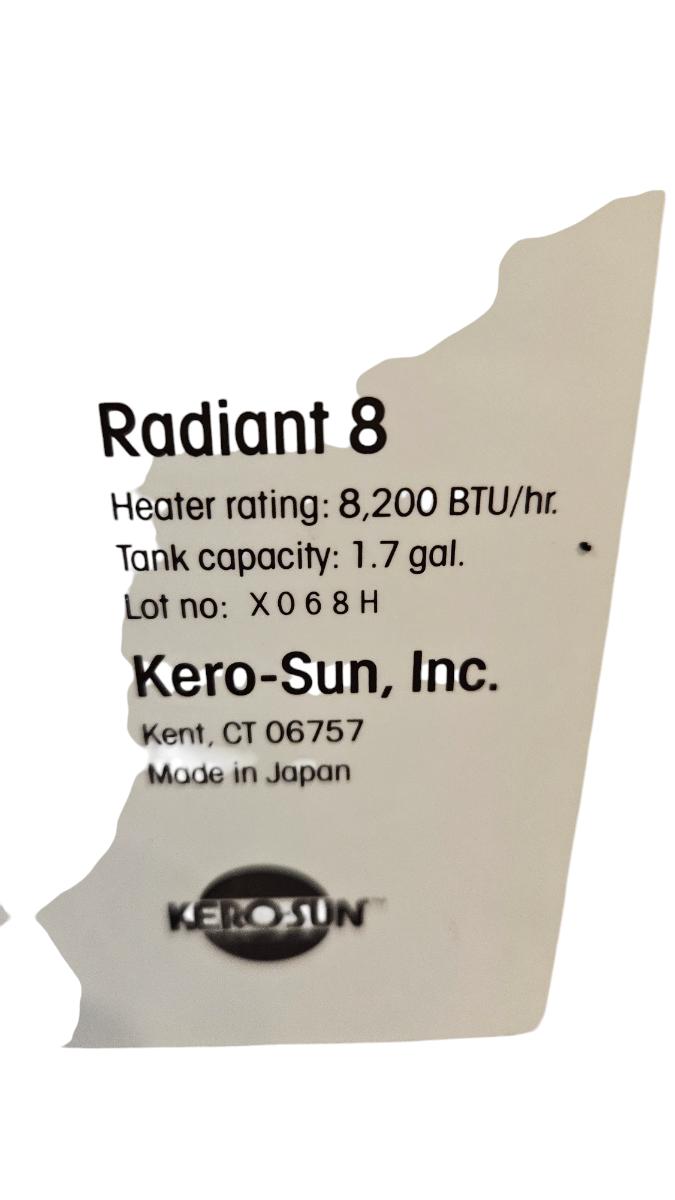 Radiant 8
Heater rating: 8,200 BTU/hr.
Tank capacity: 1.7 gal.
Lot no: X068H
Kero-Sun, Inc.
Kent, CT 06757
Made in Japan
KERO-SUN™